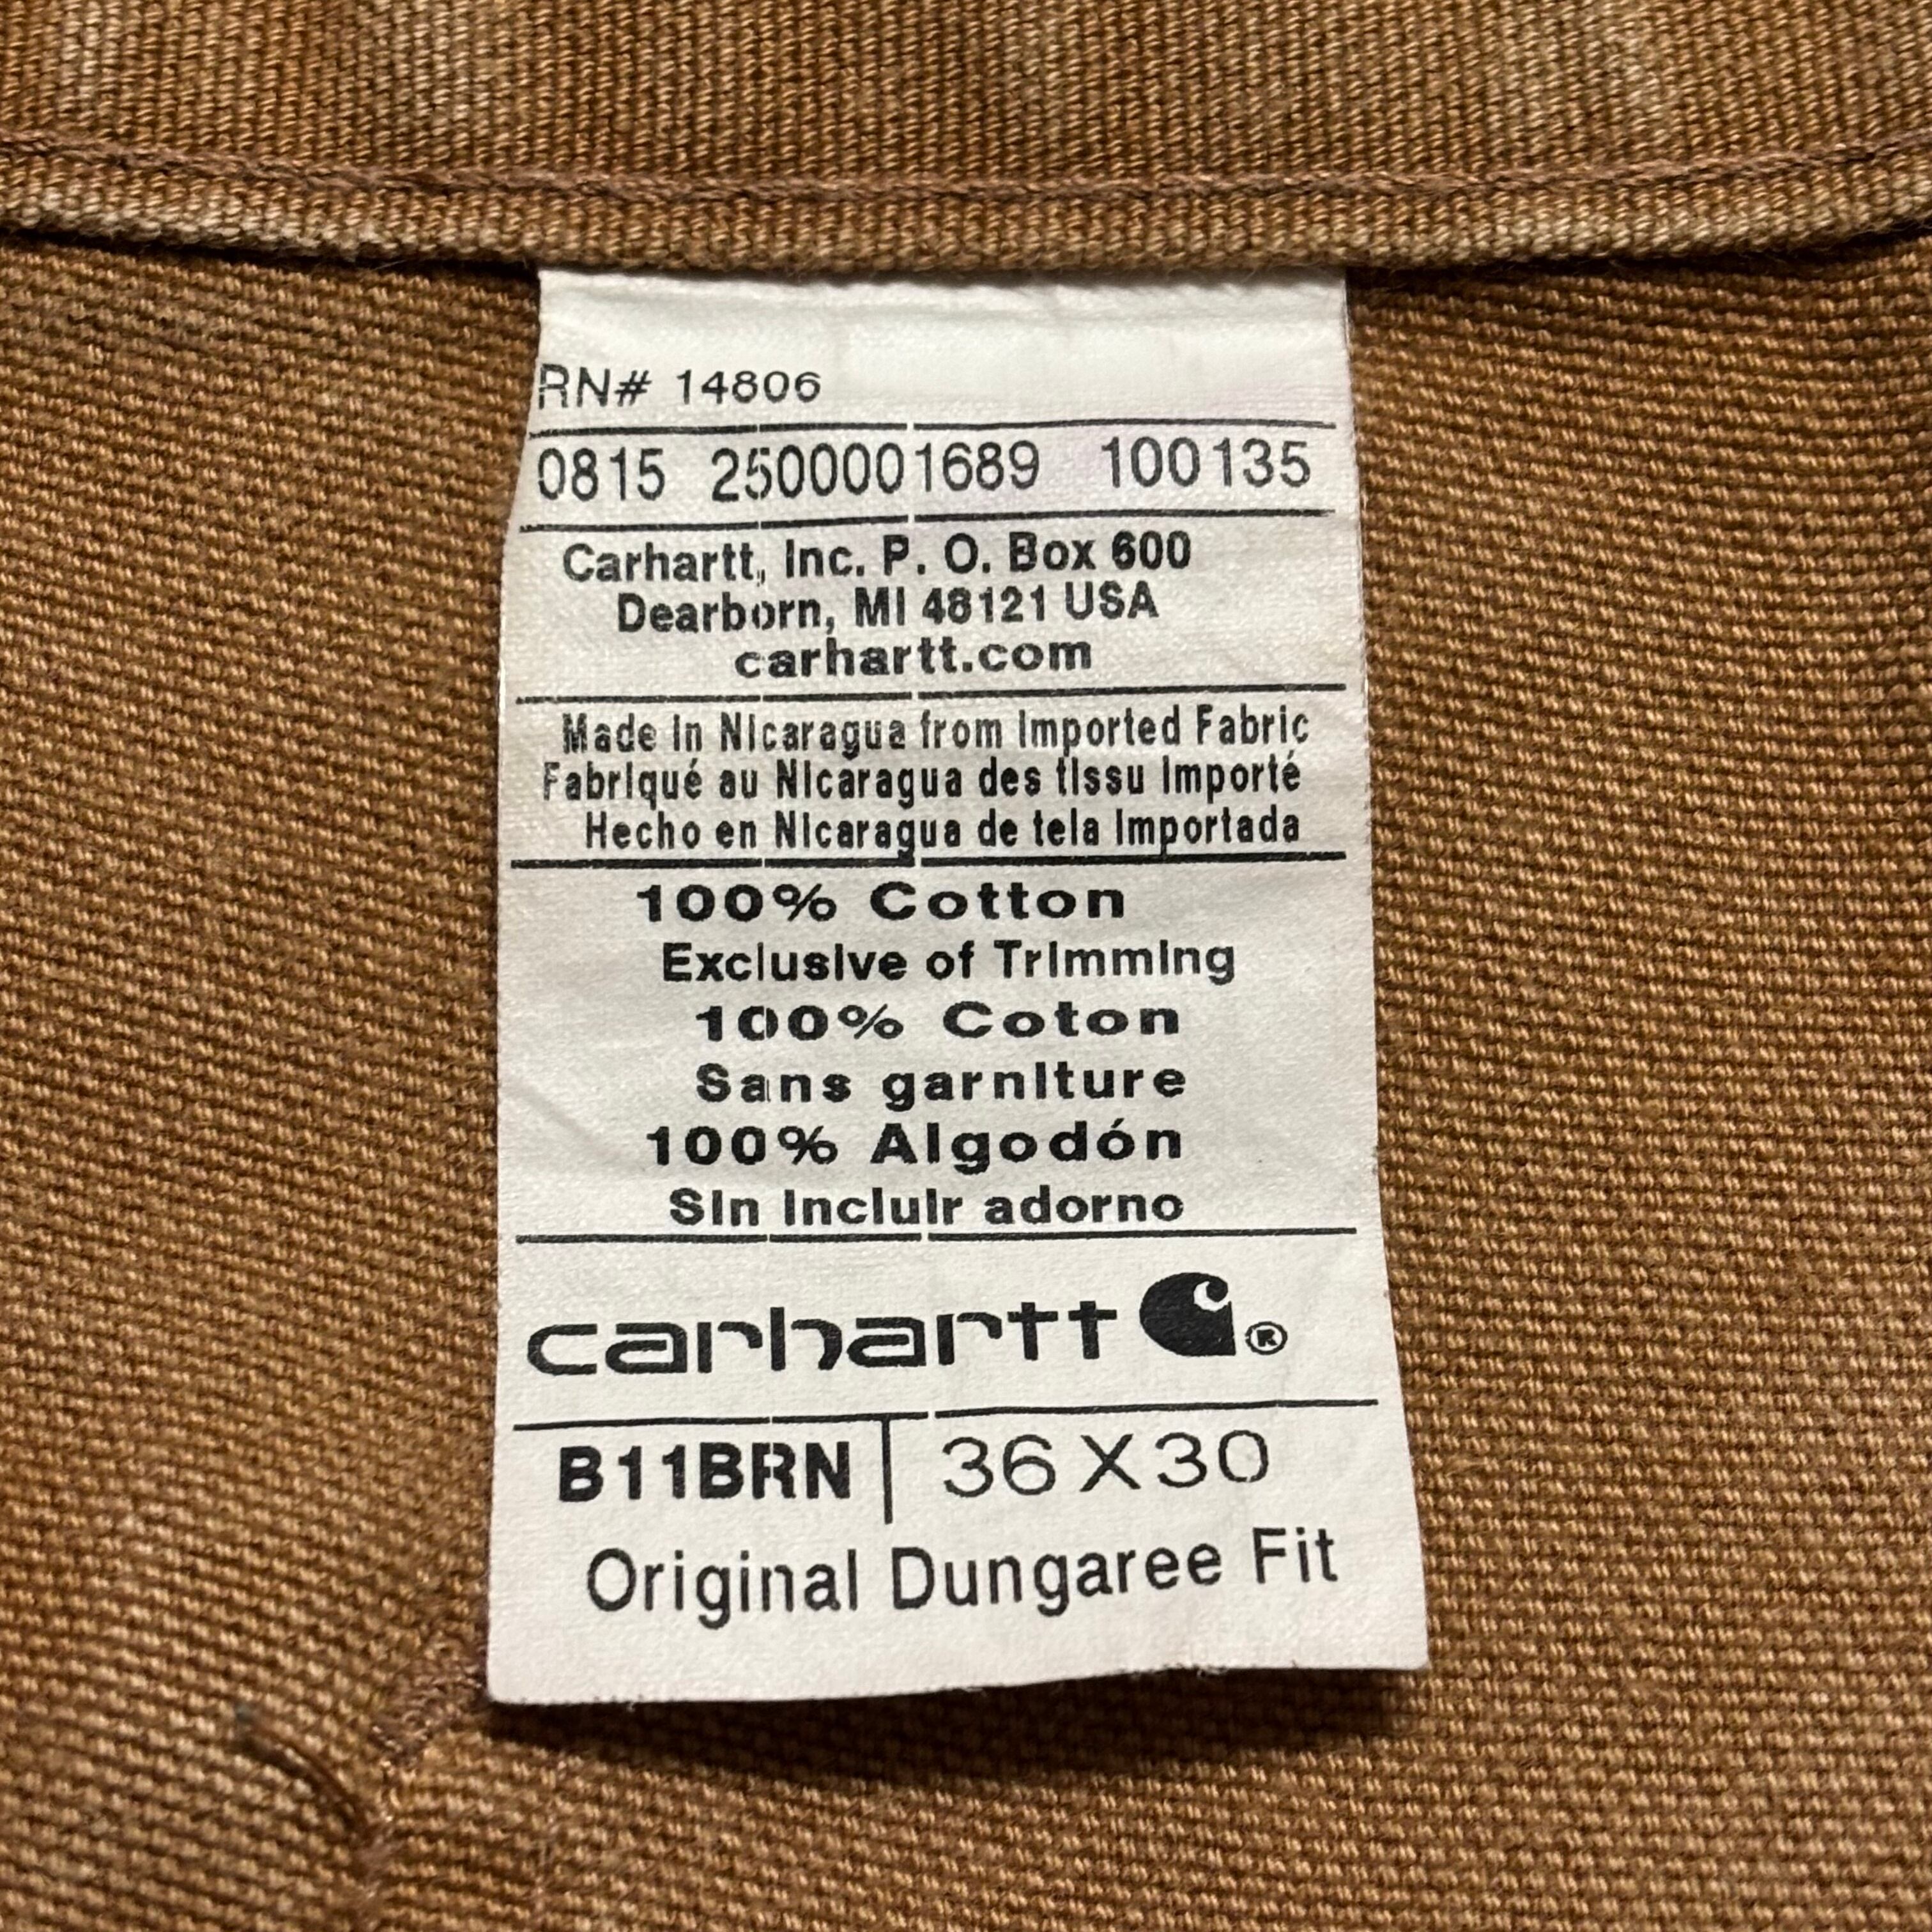 RN# 14806
0815 2500001689 100135
Carhartt, Inc. P. O. Box 600
Dearborn, MI 48121 USA
carhartt.com
Made in Nicaragua from Imported Fabric
Fabriqué au Nicaragua des tissu importé
Hecho en Nicaragua de tela importada
100% Cotton
Exclusive of Trimming
100% Coton
Sans garniture
100% Algodón
Sin incluir adorno
carhartt ®
B11BRN 36 X 30
Original Dungaree Fit